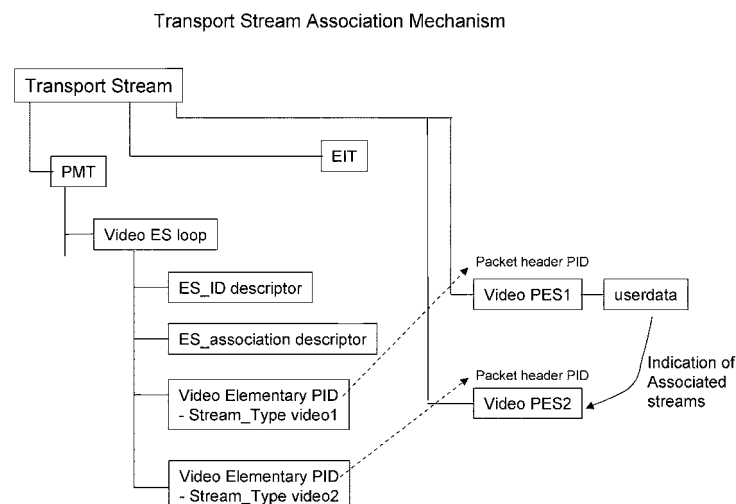 Transport Stream Association Mechanism
Transport Stream
EIT
PMT
Video ES loop
Packet header PID
ES_ID descriptor
Video PES1
userdata
ES_association descriptor
Indication of
Associated
streams
Packet header PID
Video Elementary PID
- Stream_Type video1
Video PES2
Video Elementary PID
- Stream_Type video2